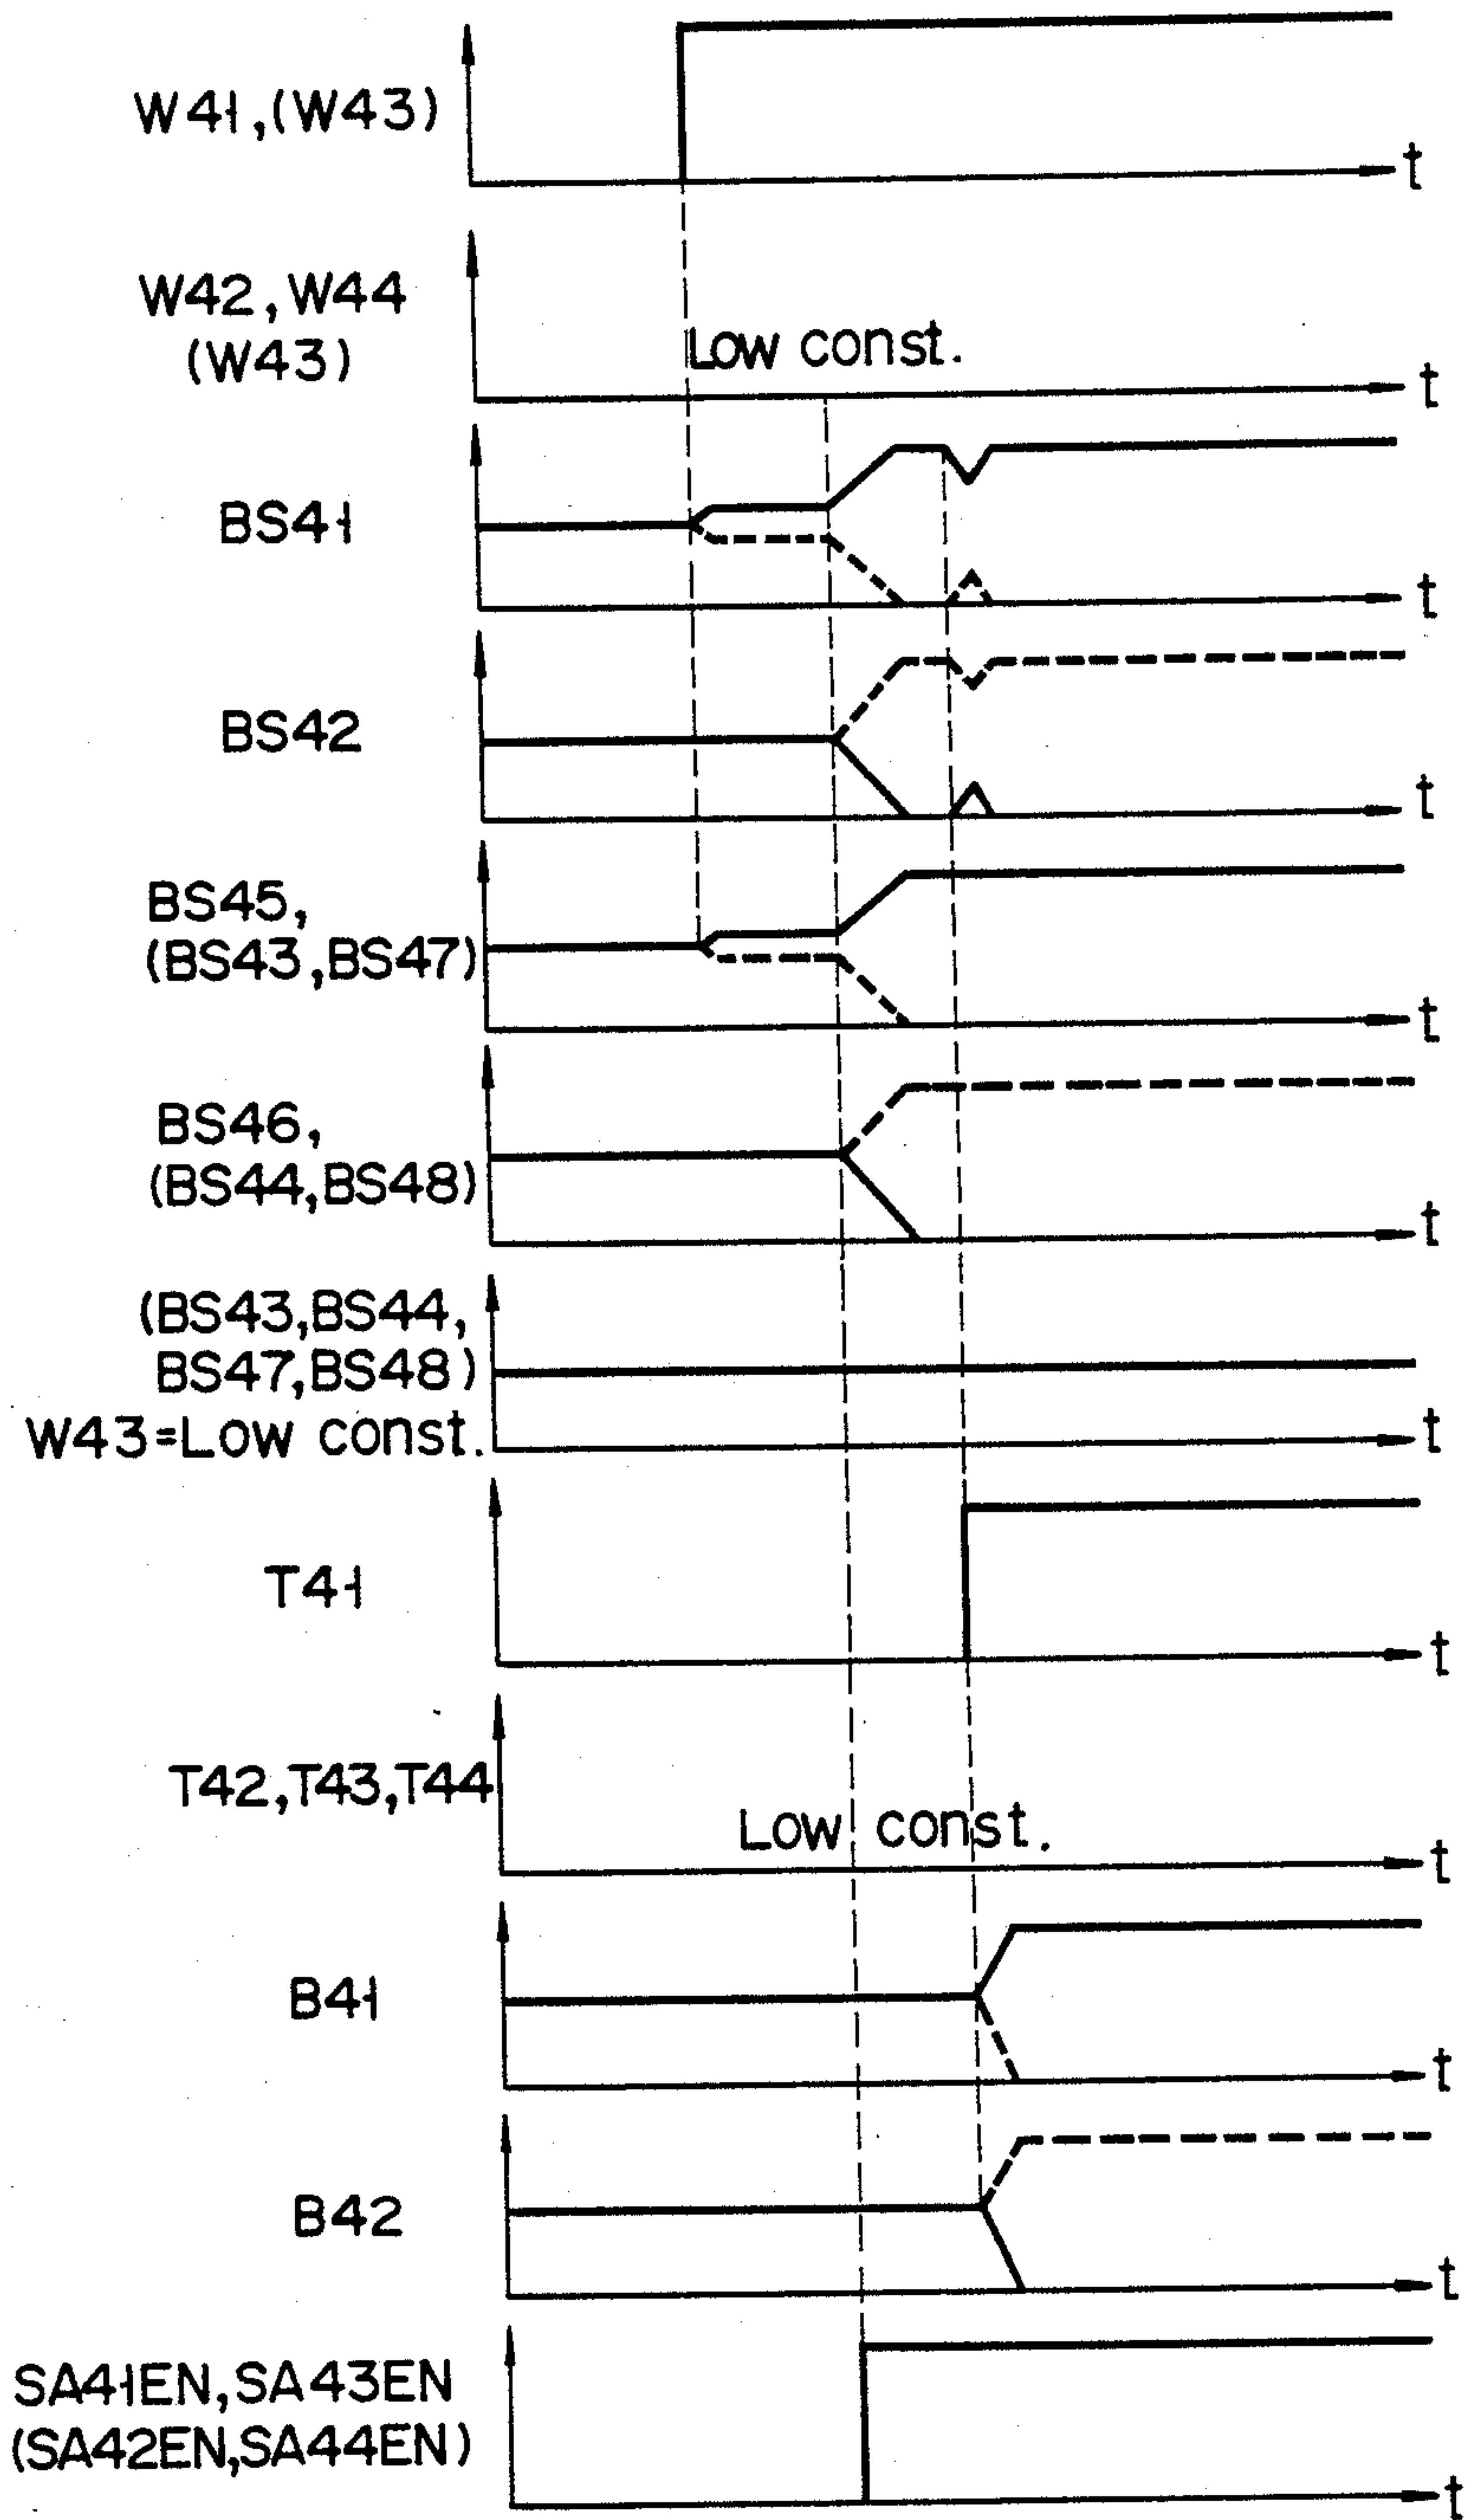 W41,(W43)
t
W42,W44
(W43)
Low const.
t
BS41
t
BS42
t
BS45,
(BS43,BS47)
t
BS46,
(BS44,BS48)
t
(BS43,BS44,
BS47,BS48)
W43=Low const.
t
T41
t
T42,T43,T44
Low const.
t
B41
t
B42
t
SA41EN,SA43EN
(SA42EN,SA44EN)
t